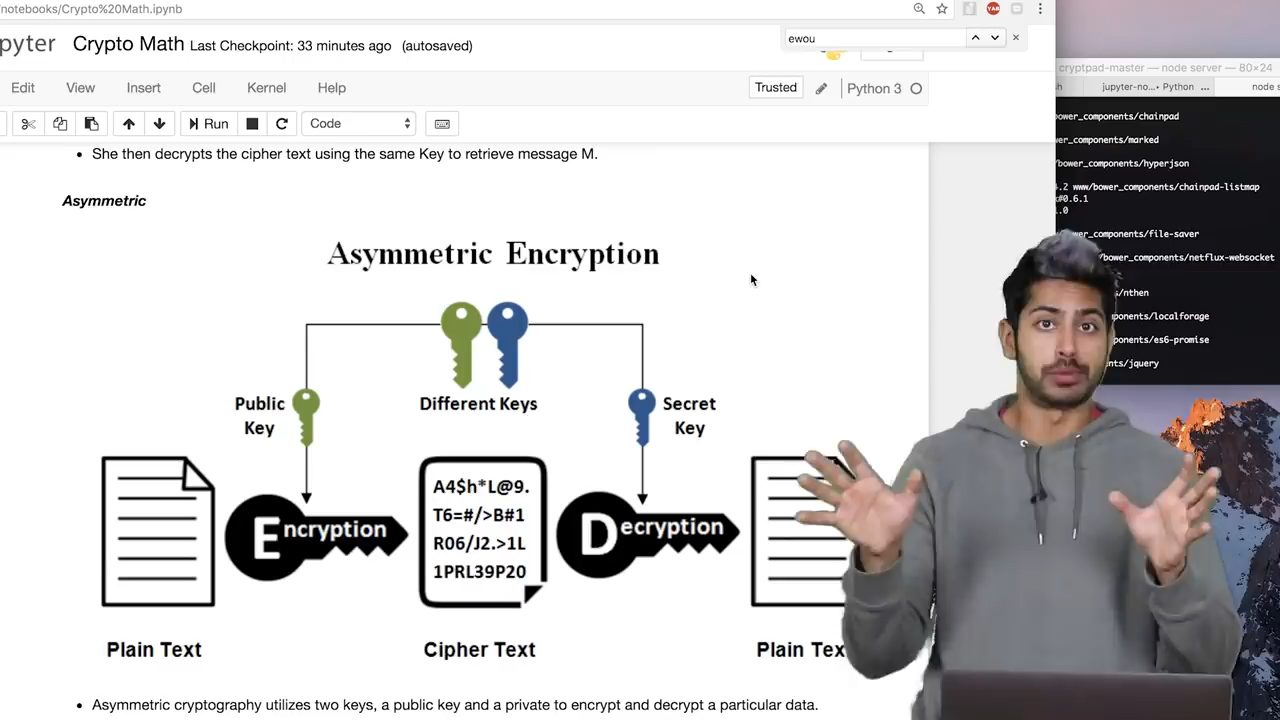 /notebooks/Crypto%20Math.ipynb
pyter Crypto Math Last Checkpoint: 33 minutes ago (autosaved)
ewou
Edit View Insert Cell Kernel Help
Trusted
Python 3
Run
Code
She then decrypts the cipher text using the same Key to retrieve message M.
Asymmetric
Asymmetric Encryption
Public
Key
Different Keys
Secret
Key
Encryption
A4$h*L@9.
T6=#/>B#1
R06/J2.>1L
1PRL39P20
Decryption
Plain Text
Cipher Text
Plain Tex
Asymmetric cryptography utilizes two keys, a public key and a private to encrypt and decrypt a particular data.
cryptpad-master — node server — 80×24
sh
jupyter-no... • Python ...
node s
bower_components/chainpad
bower_components/marked
bower_components/hyperjson
4.2 www/bower_components/chainpad-listmap
x#0.6.1
1.0
wer_components/file-saver
/bower_components/netflux-websocket
s/nthen
ponents/localforage
ponents/es6-promise
ponents/jquery